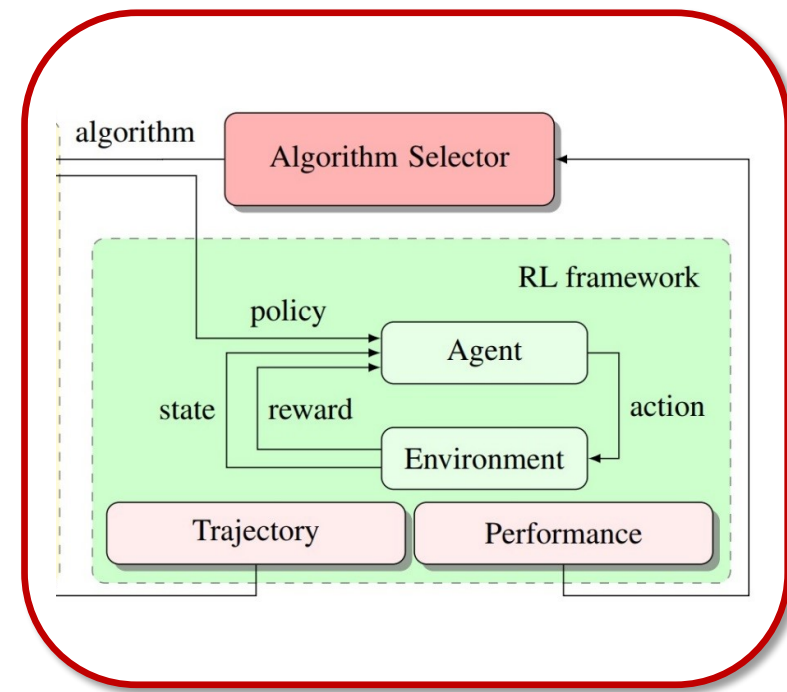 algorithm
Algorithm Selector
RL framework
policy
Agent
state
reward
action
Environment
Trajectory
Performance